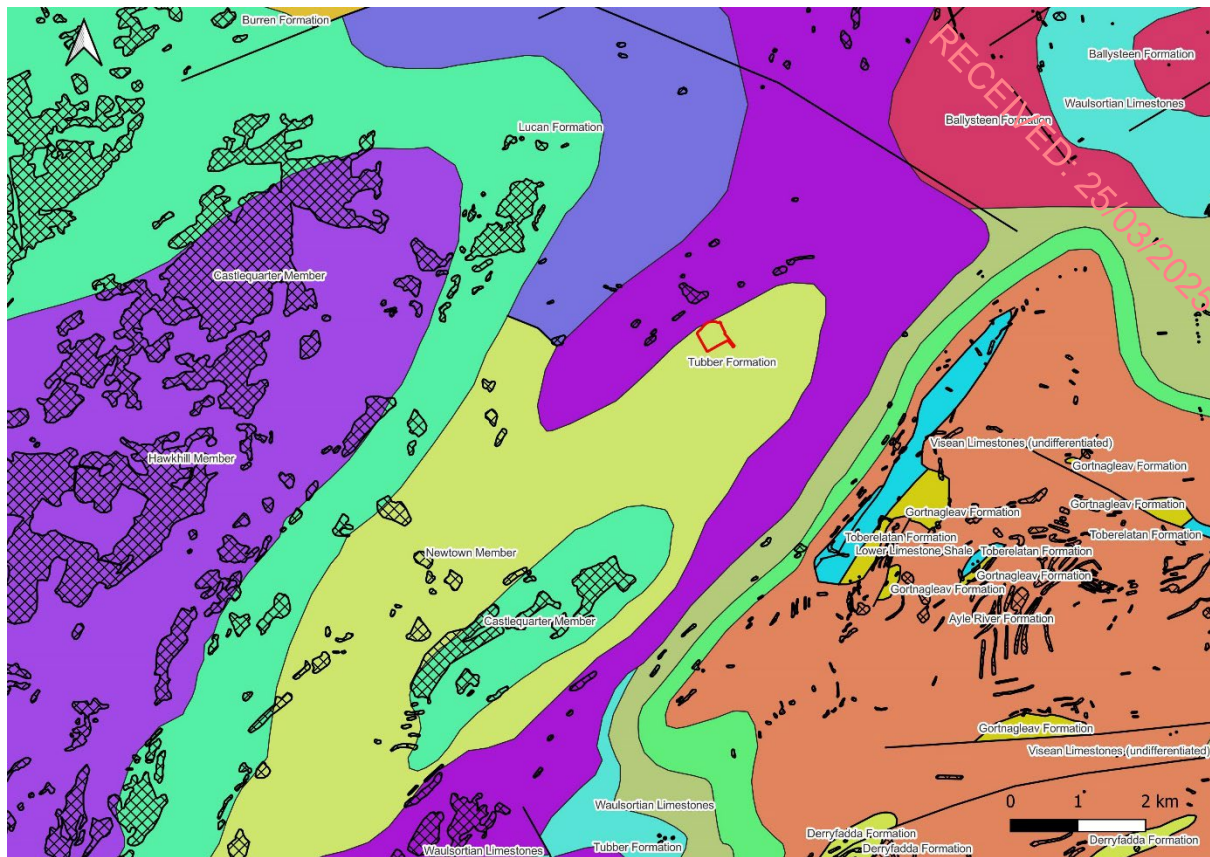 Burren Formation
Ballysteen Formation
RECEIVED: 25/03/2025
Waulsortian Limestones
Ballysteen Formation
Lucan Formation
Castlequarter Member
Tubber Formation
Visean Limestones (undifferentiated)
Hawkhill Member
Gortnagleav Formation
Gortnagleav Formation
Gortnagleav Formation
Toberelatan Formation
Toberelatan Formation
Lower Limestone Shale
Toberelatan Formation
Newtown Member
Gortnagleav Formation
Gortnagleav Formation
Castlequarter Member
Ayle River Formation
Gortnagleav Formation
Visean Limestones (undifferentiated)
0 1 2 km
Waulsortian Limestones
Derryfadda Formation
Derryfadda Formation
Tubber Formation
Derryfadda Formation
Waulsortian Limestones